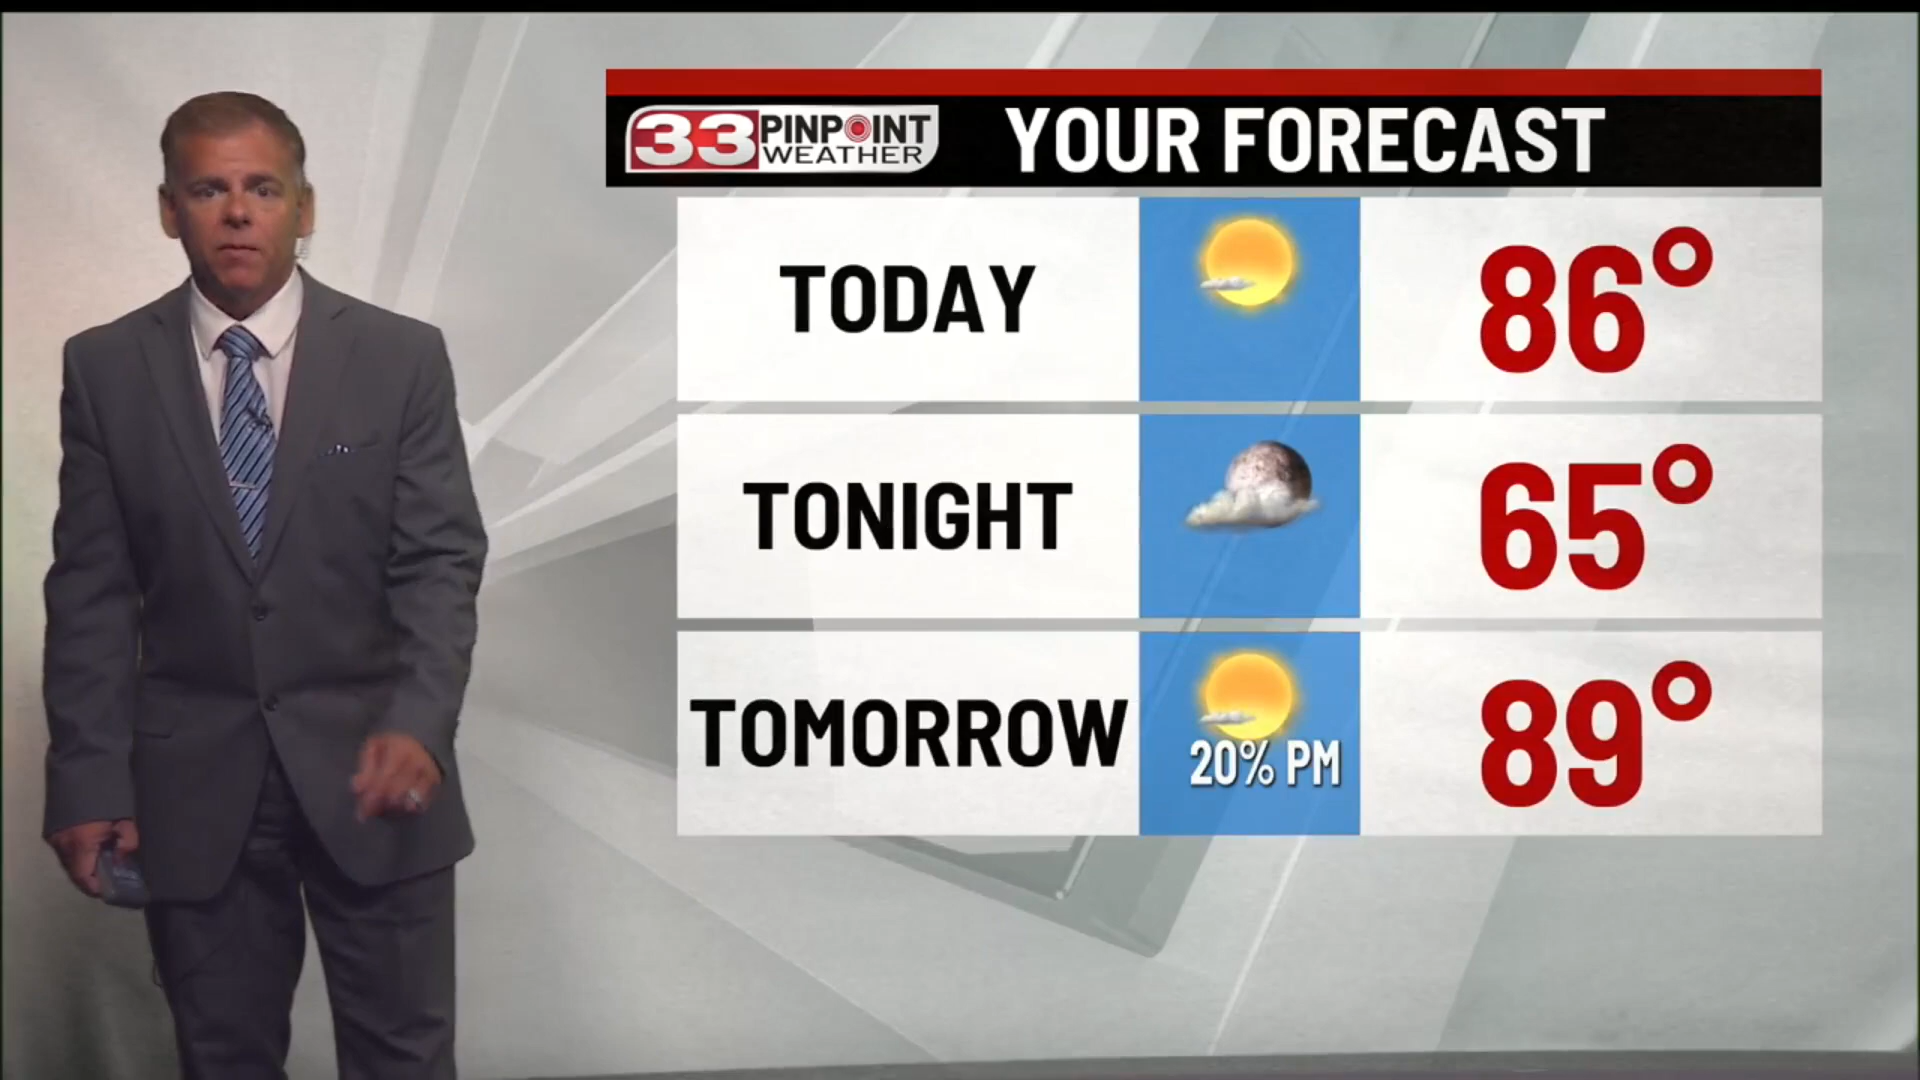 33 PINPOINT
WEATHER
YOUR FORECAST
TODAY
86°
TONIGHT
65°
TOMORROW
20% PM
89°